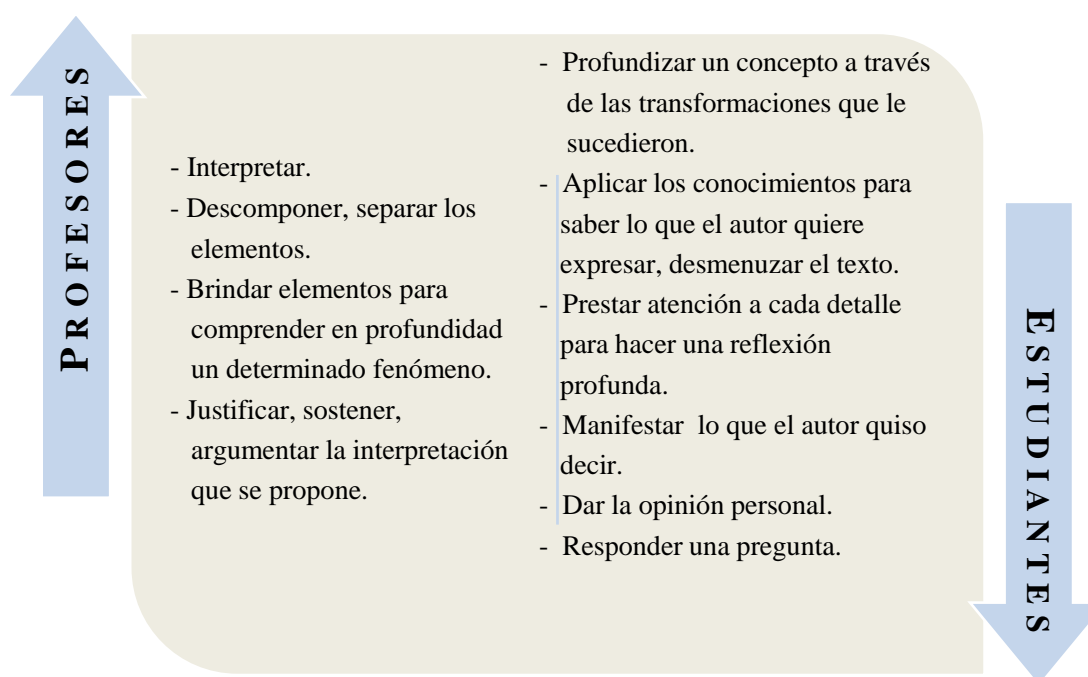 PROFESORES
- Interpretar.
- Descomponer, separar los
elementos.
- Brindar elementos para
comprender en profundidad
un determinado fenómeno.
- Justificar, sostener,
argumentar la interpretación
que se propone.
- Profundizar un concepto a través
de las transformaciones que le
sucedieron.
- Aplicar los conocimientos para
saber lo que el autor quiere
expresar, desmenuzar el texto.
- Prestar atención a cada detalle
para hacer una reflexión
profunda.
- Manifestar lo que el autor quiso
decir.
- Dar la opinión personal.
- Responder una pregunta.
ESTUDIANTES